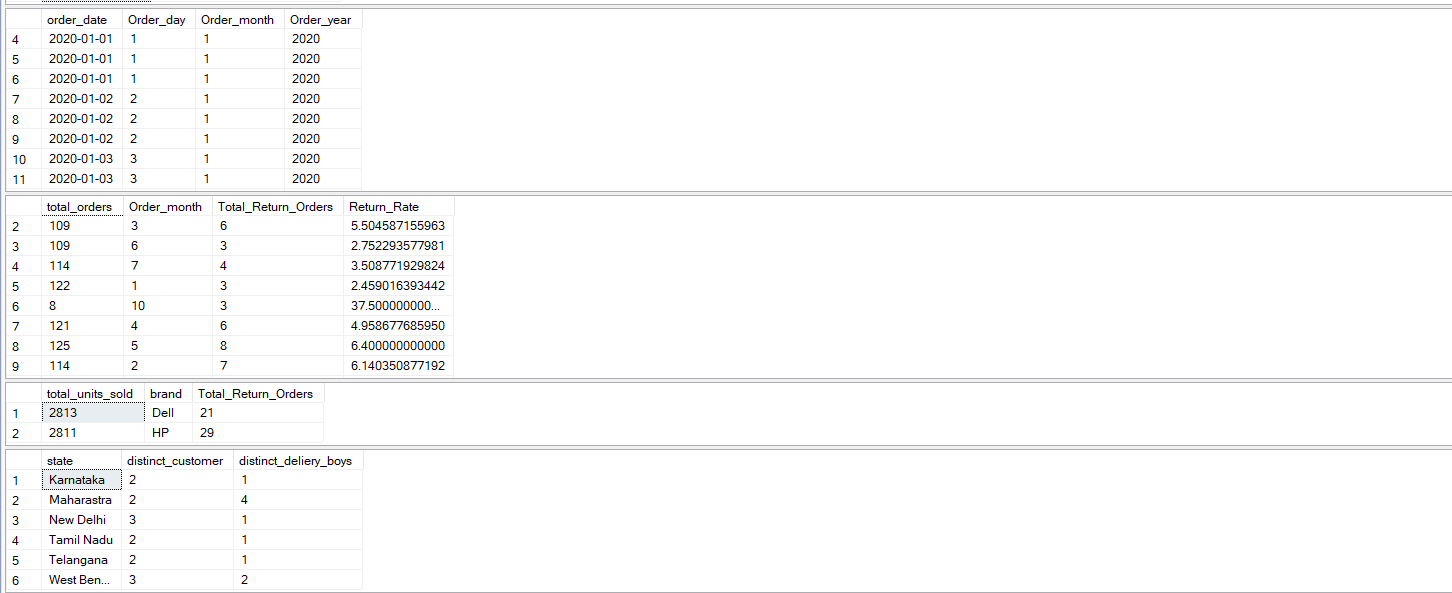 order_date Order_day Order_month Order_year
4 2020-01-01 1 1 2020
5 2020-01-01 1 1 2020
6 2020-01-01 1 1 2020
7 2020-01-02 2 1 2020
8 2020-01-02 2 1 2020
9 2020-01-02 2 1 2020
10 2020-01-03 3 1 2020
11 2020-01-03 3 1 2020
total_orders Order_month Total_Return_Orders Return_Rate
2 109 3 6 5.504587155963
3 109 6 3 2.752293577981
4 114 7 4 3.508771929824
5 122 1 3 2.459016393442
6 8 10 3 37.500000000...
7 121 4 6 4.958677685950
8 125 5 8 6.400000000000
9 114 2 7 6.140350877192
total_units_sold brand Total_Return_Orders
1 2813 Dell 21
2 2811 HP 29
state distinct_customer distinct_deliery_boys
1 Karnataka 2 1
2 Maharastra 2 4
3 New Delhi 3 1
4 Tamil Nadu 2 1
5 Telangana 2 1
6 West Ben... 3 2